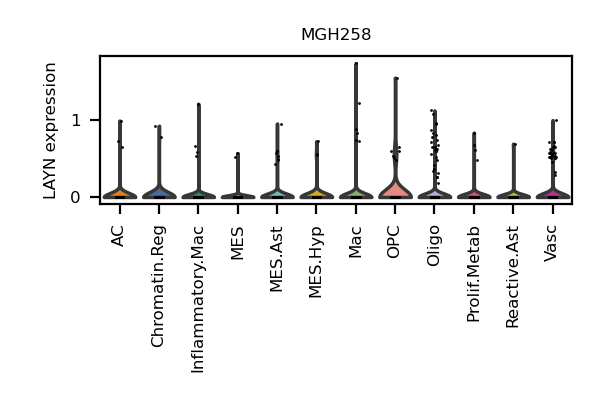 MGH258
LAYN expression
1
0
AC
Chromatin.Reg
Inflammatory.Mac
MES
MES.Ast
MES.Hyp
Mac
OPC
Oligo
Prolif.Metab
Reactive.Ast
Vasc